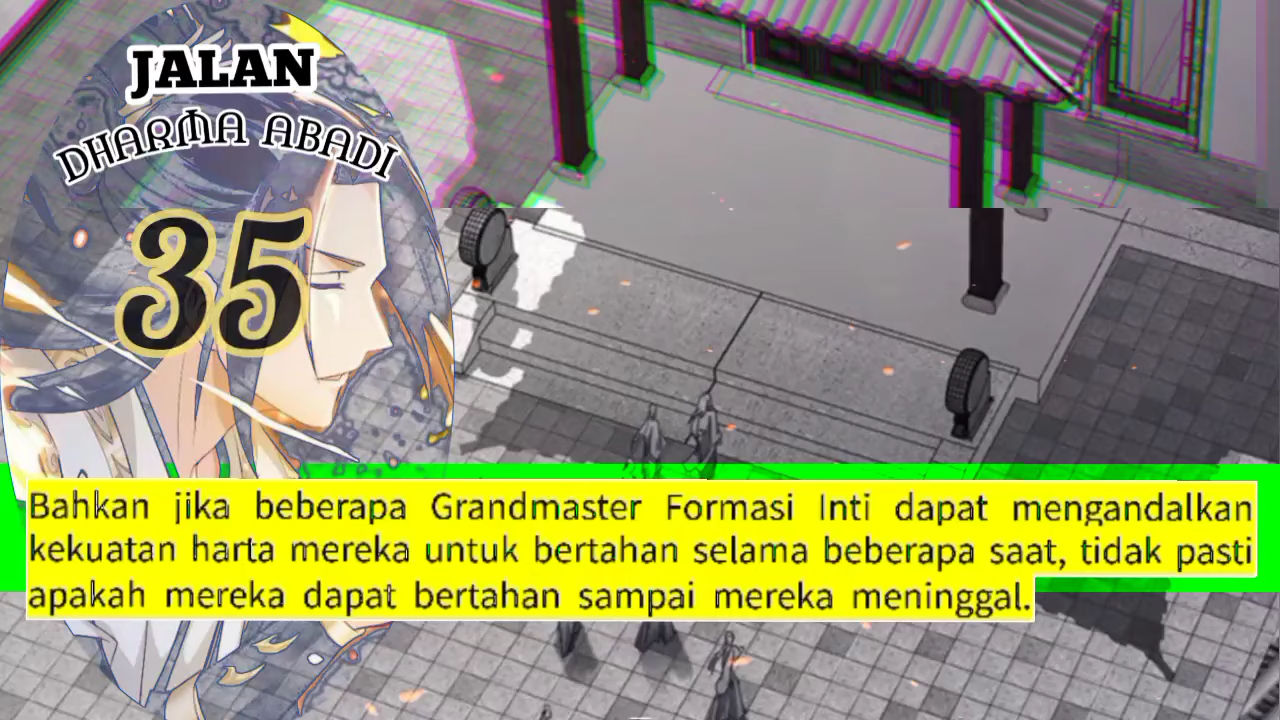 JALAN
DHARMA ABADI
35
Bahkan jika beberapa Grandmaster Formasi Inti dapat mengandalkan
kekuatan harta mereka untuk bertahan selama beberapa saat, tidak pasti
apakah mereka dapat bertahan sampai mereka meninggal.